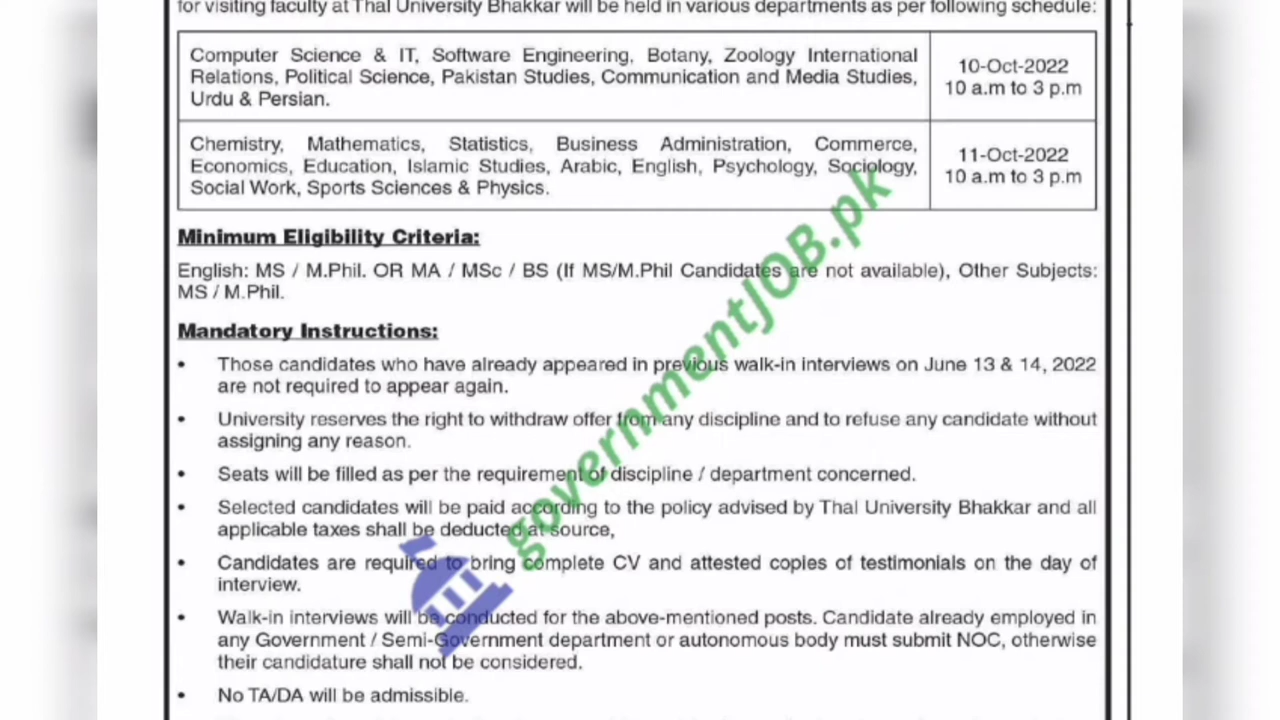 for visiting faculty at Thal University Bhakkar will be held in various departments as per following schedule:
Computer Science & IT, Software Engineering, Botany, Zoology International
Relations, Political Science, Pakistan Studies, Communication and Media Studies,
Urdu & Persian.
10-Oct-2022
10 a.m to 3 p.m
Chemistry, Mathematics, Statistics, Business Administration, Commerce,
Economics, Education, Islamic Studies, Arabic, English, Psychology, Sociology,
Social Work, Sports Sciences & Physics.
11-Oct-2022
10 a.m to 3 p.m
Minimum Eligibility Criteria:
English: MS / M.Phil. OR MA / MSc / BS (If MS/M.Phil Candidates are not available), Other Subjects:
MS / M.Phil.
Mandatory Instructions:
• Those candidates who have already appeared in previous walk-in interviews on June 13 & 14, 2022
are not required to appear again.
• University reserves the right to withdraw offer from any discipline and to refuse any candidate without
assigning any reason.
• Seats will be filled as per the requirement of discipline / department concerned.
• Selected candidates will be paid according to the policy advised by Thal University Bhakkar and all
applicable taxes shall be deducted at source,
• Candidates are required to bring complete CV and attested copies of testimonials on the day of
interview.
• Walk-in interviews will be conducted for the above-mentioned posts. Candidate already employed in
any Government / Semi-Government department or autonomous body must submit NOC, otherwise
their candidature shall not be considered.
• No TA/DA will be admissible.
governmentJOB.pk